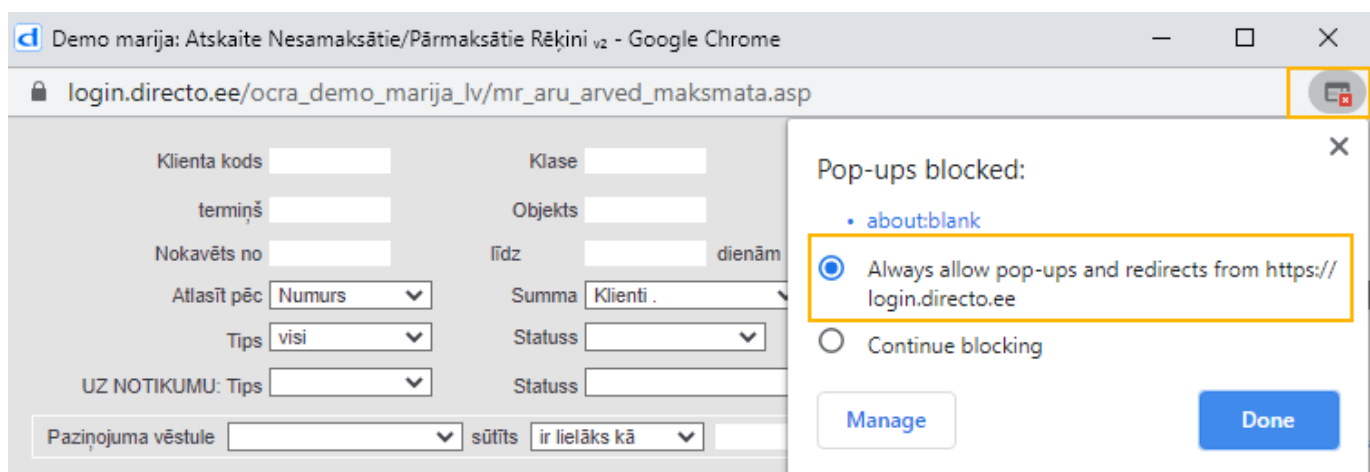 Demo marija: Atskaite Nesamaksātie/Pārmaksātie Rēķini v2 - Google Chrome
login.directo.ee/ocra_demo_marija_lv/mr_aru_arved_maksmata.asp
Klienta kods Klase
termiņš Objekts
Nokavēts no līdz dienām
Atlasīt pēc Numurs Summa Klienti .
Tips visi Statuss
UZ NOTIKUMU: Tips Statuss
Paziņojuma vēstule sūtīts ir lielāks kā
Pop-ups blocked:
• about:blank
Always allow pop-ups and redirects from https://
login.directo.ee
Continue blocking
Manage Done